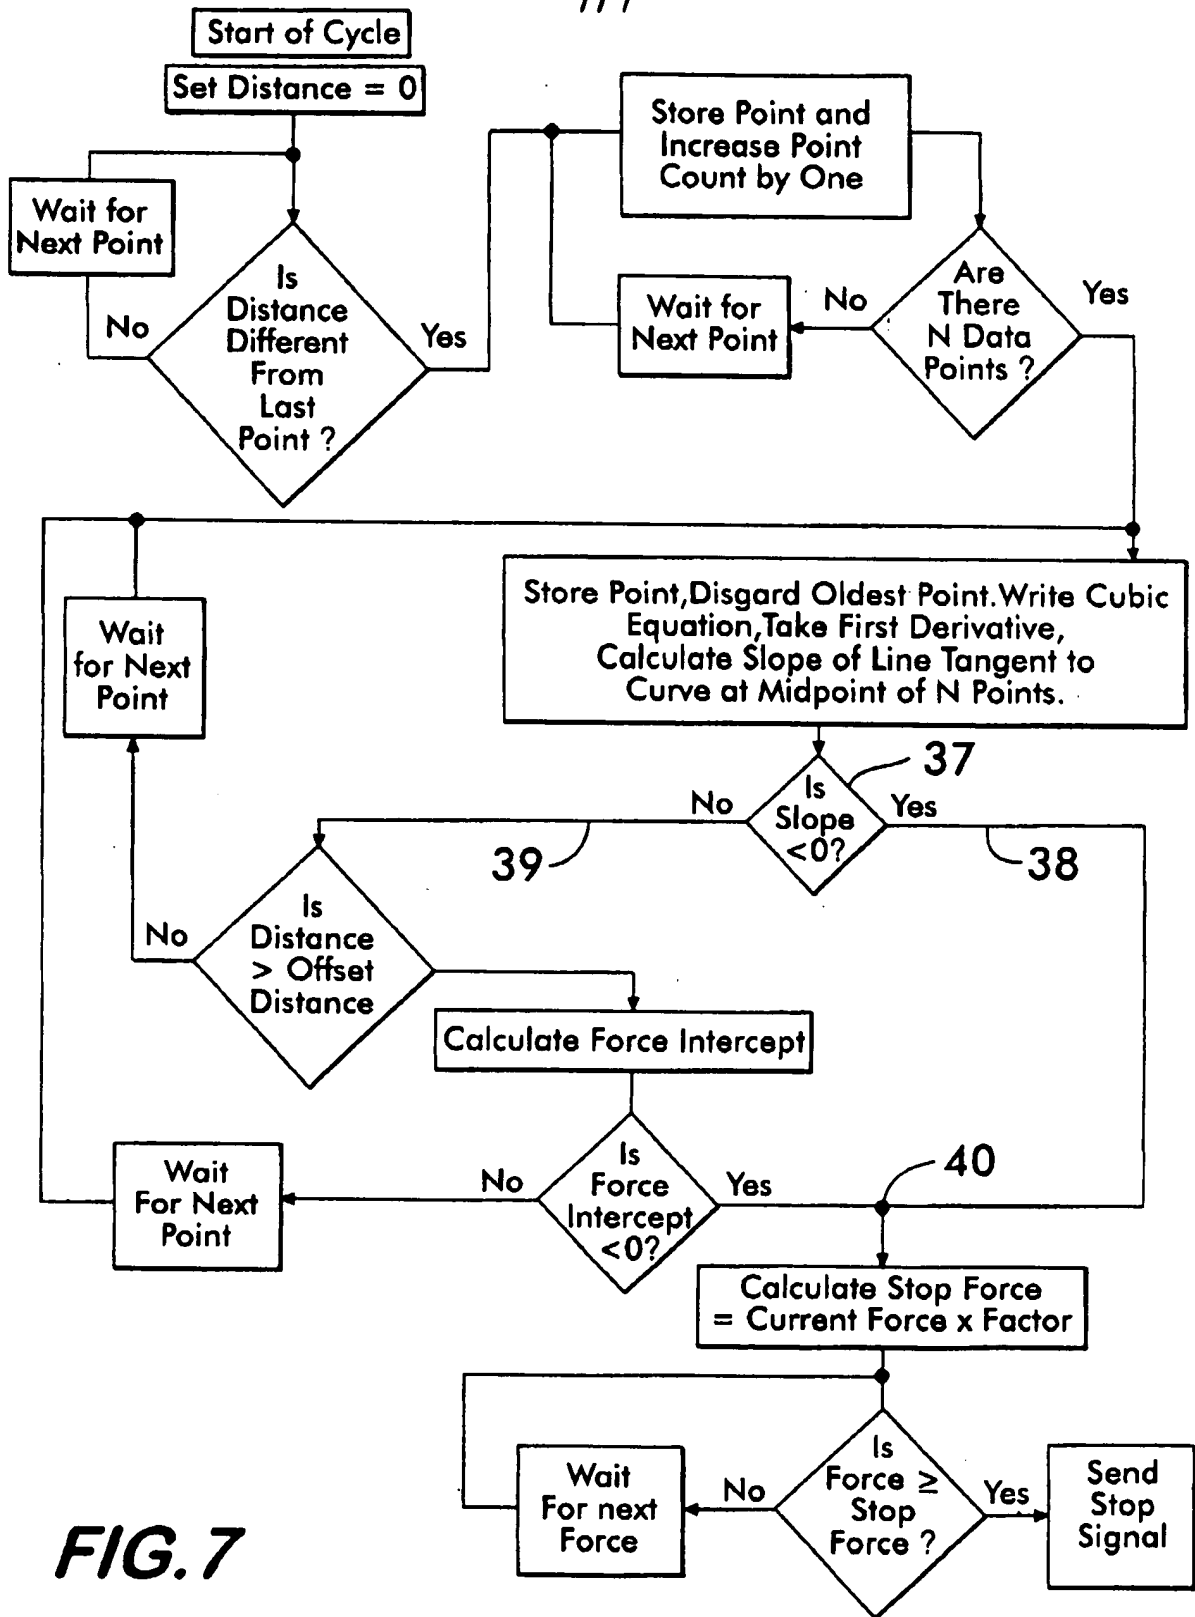 Start of Cycle
Set Distance = 0
Wait for
Next Point
Is
Distance
Different
From
Last
Point ?
No
Yes
Store Point and
Increase Point
Count by One
Wait for
Next Point
No
Are
There
N Data
Points ?
Yes
Store Point,Disgard Oldest Point.Write Cubic
Equation,Take First Derivative,
Calculate Slope of Line Tangent to
Curve at Midpoint of N Points.
Wait
for Next
Point
37
Is
Slope
<0?
No
Yes
39
38
Is
Distance
> Offset
Distance
No
Calculate Force Intercept
Wait
For Next
Point
No
Is
Force
Intercept
<0?
Yes
40
Calculate Stop Force
= Current Force x Factor
Wait
For next
Force
No
Is
Force ≥
Stop
Force ?
Yes
Send
Stop
Signal
FIG.7